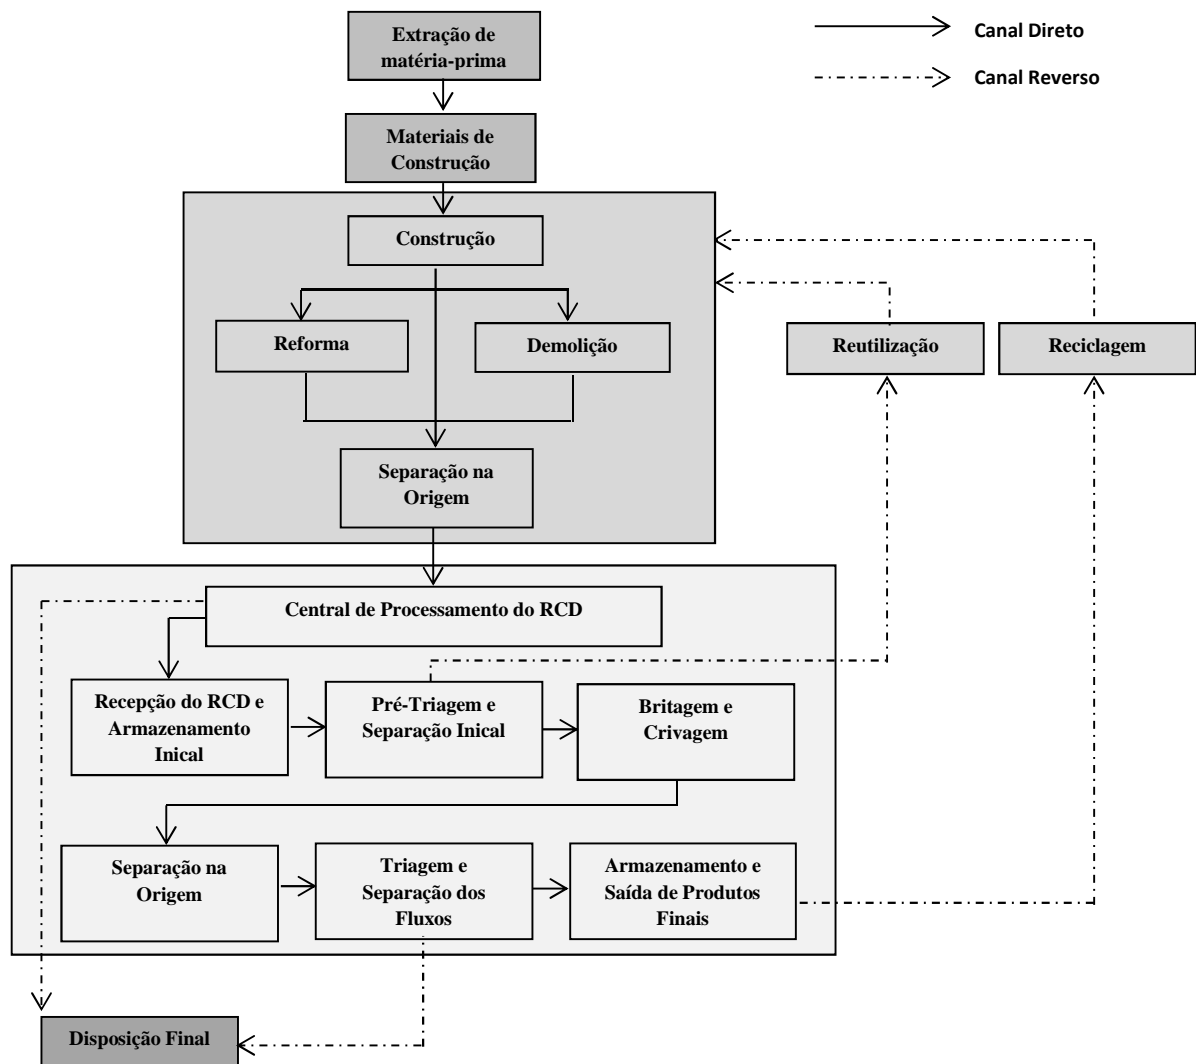 Extração de
matéria-prima
Canal Direto
Canal Reverso
Materiais de
Construção
Construção
Reforma
Demolição
Reutilização
Reciclagem
Separação na
Origem
Central de Processamento do RCD
Recepção do RCD e
Armazenamento
Inical
Pré-Triagem e
Separação Inical
Britagem e
Crivagem
Separação na
Origem
Triagem e
Separação dos
Fluxos
Armazenamento e
Saída de Produtos
Finais
Disposição Final